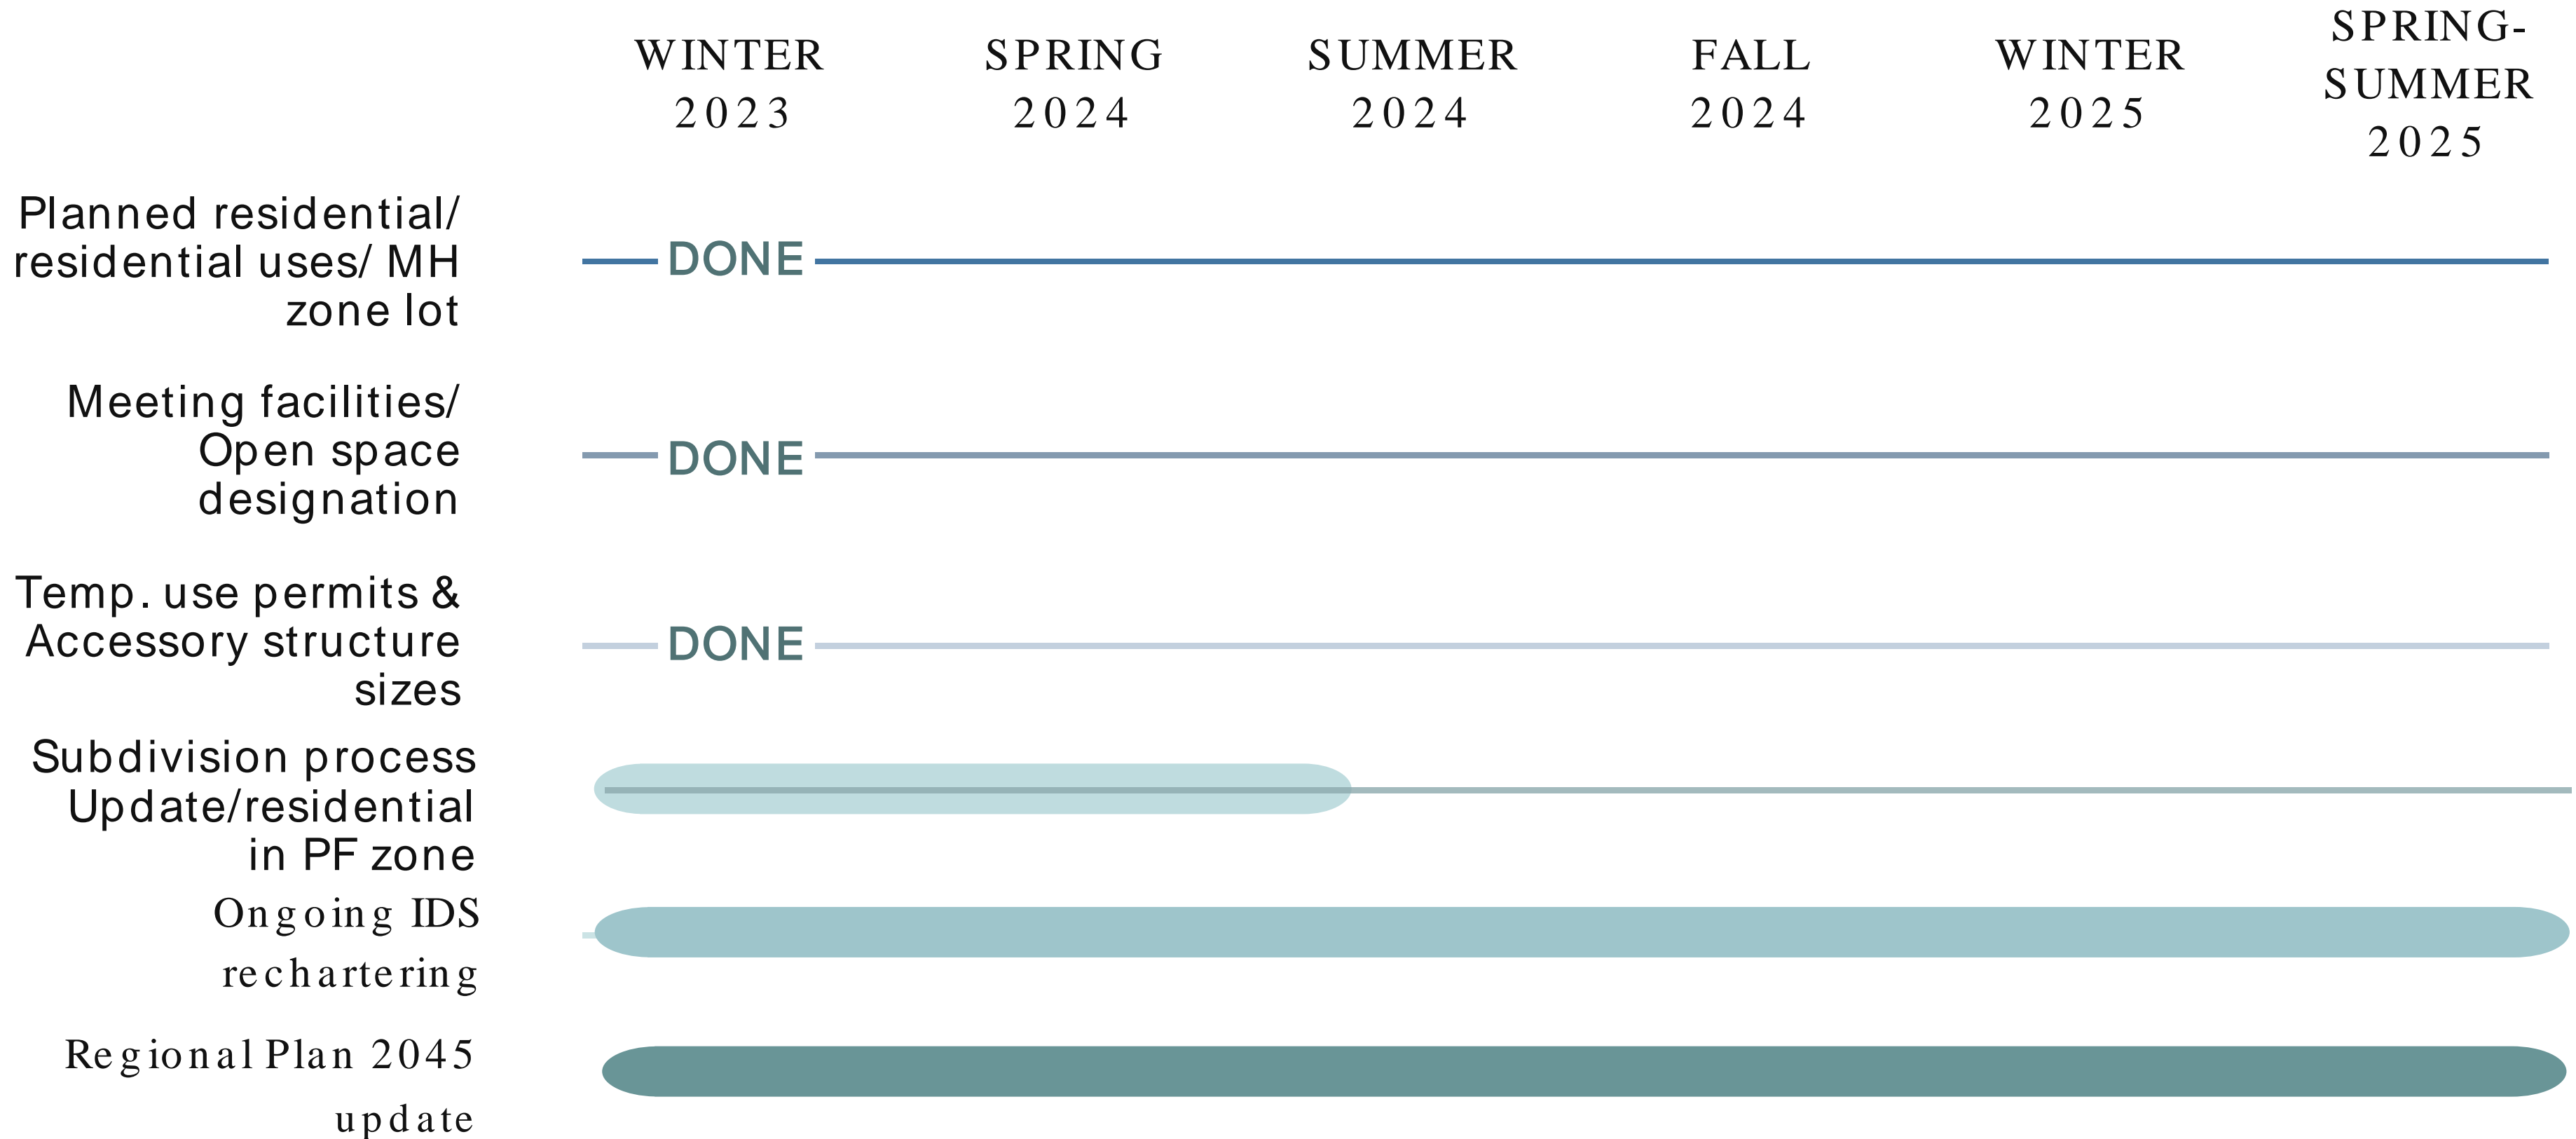 WINTER
2023
SPRING
2024
SUMMER
2024
FALL
2024
WINTER
2025
SPRING-
SUMMER
2025
Planned residential/
residential uses/ MH
zone lot
DONE
Meeting facilities/
Open space
designation
DONE
Temp. use permits &
Accessory structure
sizes
DONE
Subdivision process
Update/residential
in PF zone
Ongoing IDS
rechartering
Regional Plan 2045
update